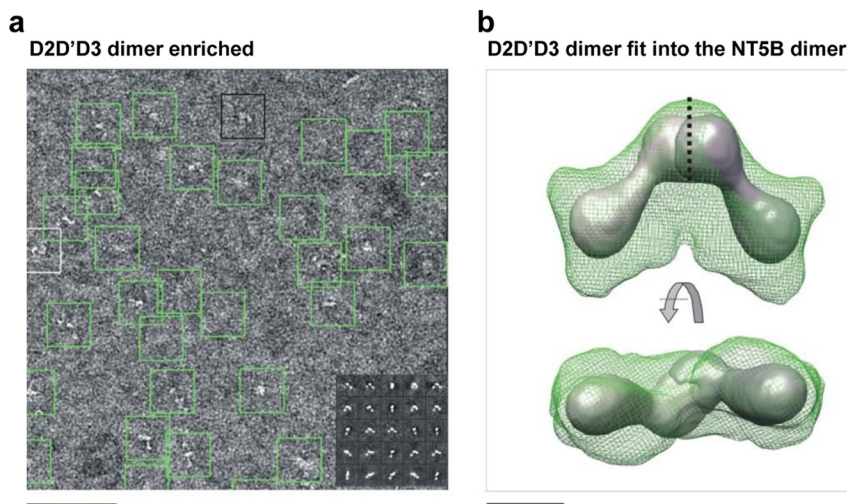 a
D2D’D3 dimer enriched
b
D2D’D3 dimer fit into the NT5B dimer